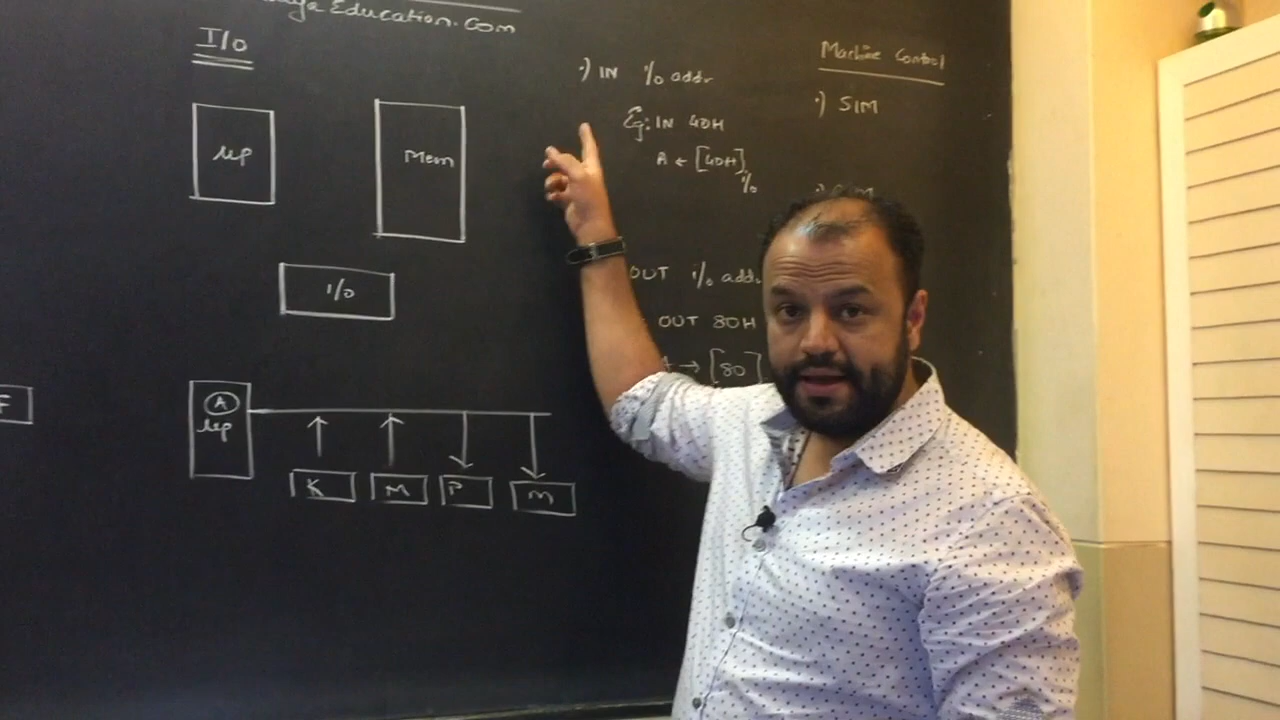 Education.Com
I/O
μp
Mem
I/O
A
μp
K
M
P
M
F
•) IN I/O addr
Eg: IN 40H
A ← [40H] I/O
OUT I/O addr
OUT 80H
→ [80]
Machine Control
•) SIM